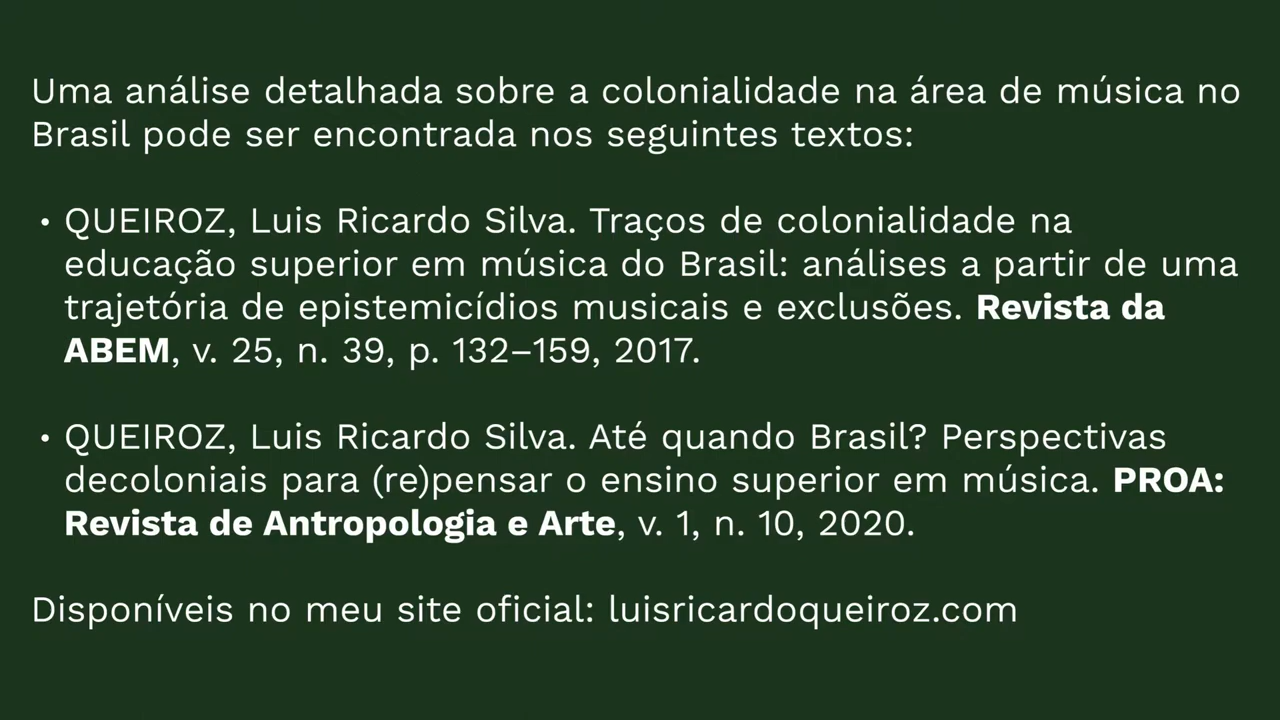 Uma análise detalhada sobre a colonialidade na área de música no
Brasil pode ser encontrada nos seguintes textos:
• QUEIROZ, Luis Ricardo Silva. Traços de colonialidade na
educação superior em música do Brasil: análises a partir de uma
trajetória de epistemicídios musicais e exclusões. Revista da
ABEM, v. 25, n. 39, p. 132–159, 2017.
• QUEIROZ, Luis Ricardo Silva. Até quando Brasil? Perspectivas
decoloniais para (re)pensar o ensino superior em música. PROA:
Revista de Antropologia e Arte, v. 1, n. 10, 2020.
Disponíveis no meu site oficial: luisricardoqueiroz.com